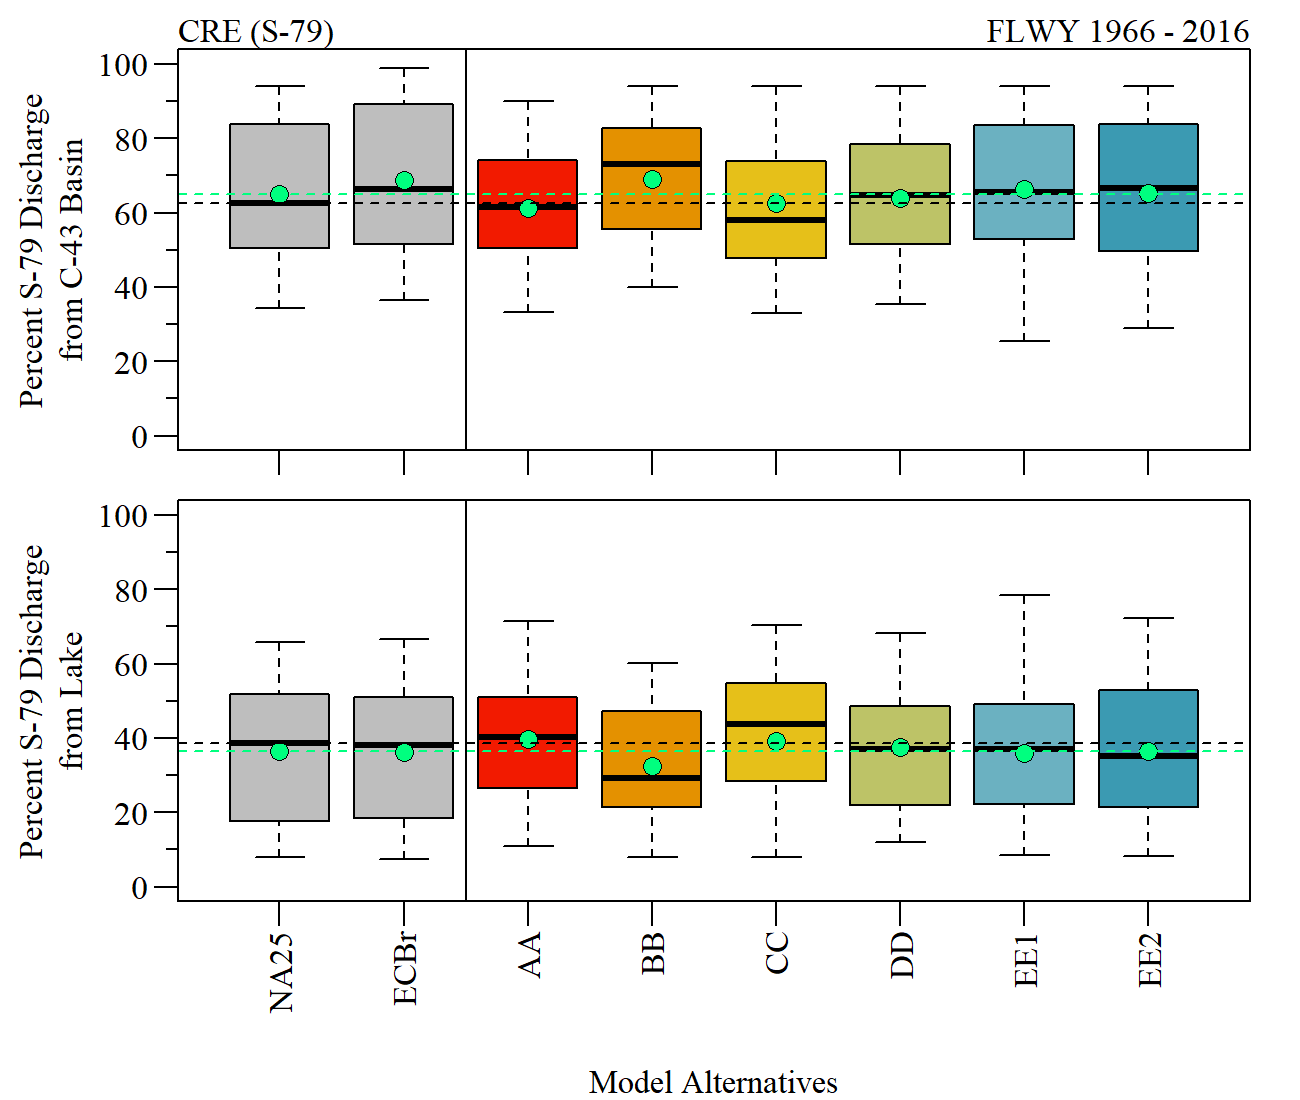 CRE (S-79)
FLWY 1966 - 2016
Percent S-79 Discharge
from C-43 Basin
100
80
60
40
20
0
Percent S-79 Discharge
from Lake
100
80
60
40
20
0
NA25
ECBr
AA
BB
CC
DD
EE1
EE2
Model Alternatives